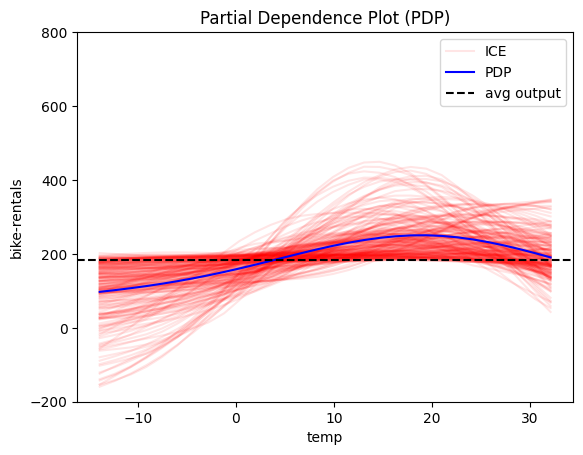 Partial Dependence Plot (PDP)
800
600
400
200
0
−200
bike-rentals
ICE
PDP
avg output
−10
0
10
20
30
temp